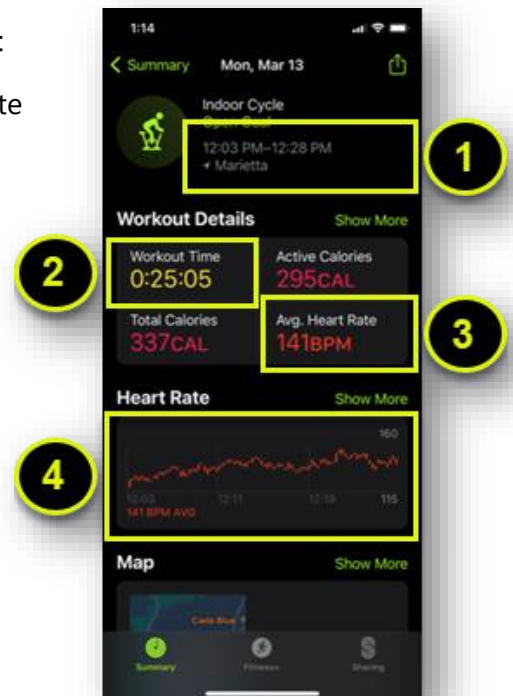 :
te
1:14
Summary Mon, Mar 13
Indoor Cycle
Open Goal
12:03 PM–12:28 PM
Marietta
1
Workout Details Show More
2
Workout Time Active Calories
0:25:05 295CAL
Total Calories Avg. Heart Rate
337CAL 141BPM
3
Heart Rate Show More
160
4
12:03 12:11 12:19 115
141 BPM AVG
Map Show More
Summary Fitness+ Sharing